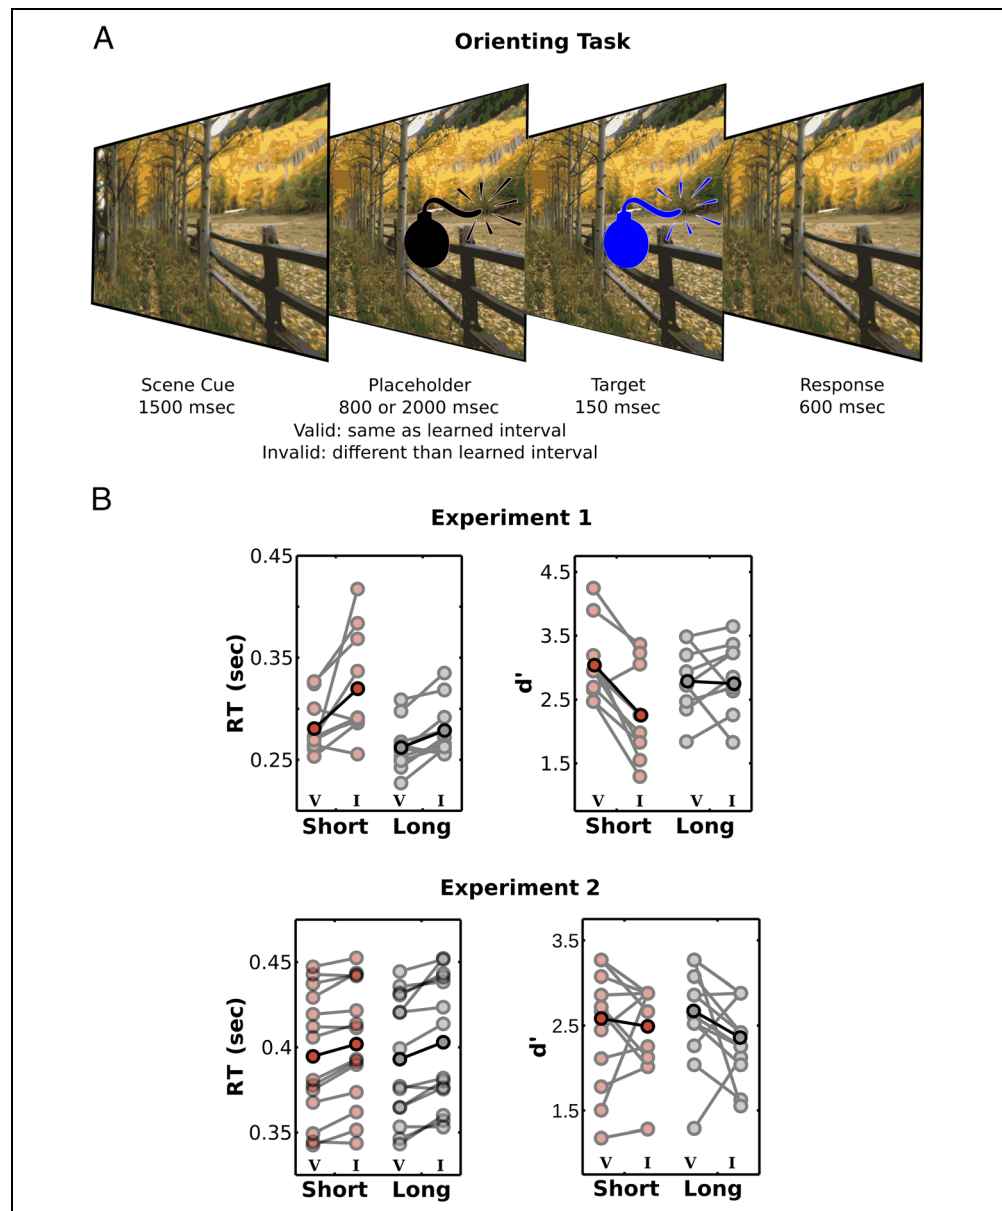 A
Orienting Task
Scene Cue
1500 msec
Placeholder
800 or 2000 msec
Valid: same as learned interval
Invalid: different than learned interval
Target
150 msec
Response
600 msec
B
Experiment 1
RT (sec)
0.45
0.35
0.25
V I V I
Short Long
d'
4.5
3.5
2.5
1.5
V I V I
Short Long
Experiment 2
RT (sec)
0.45
0.4
0.35
V I V I
Short Long
d'
3.5
2.5
1.5
V I V I
Short Long